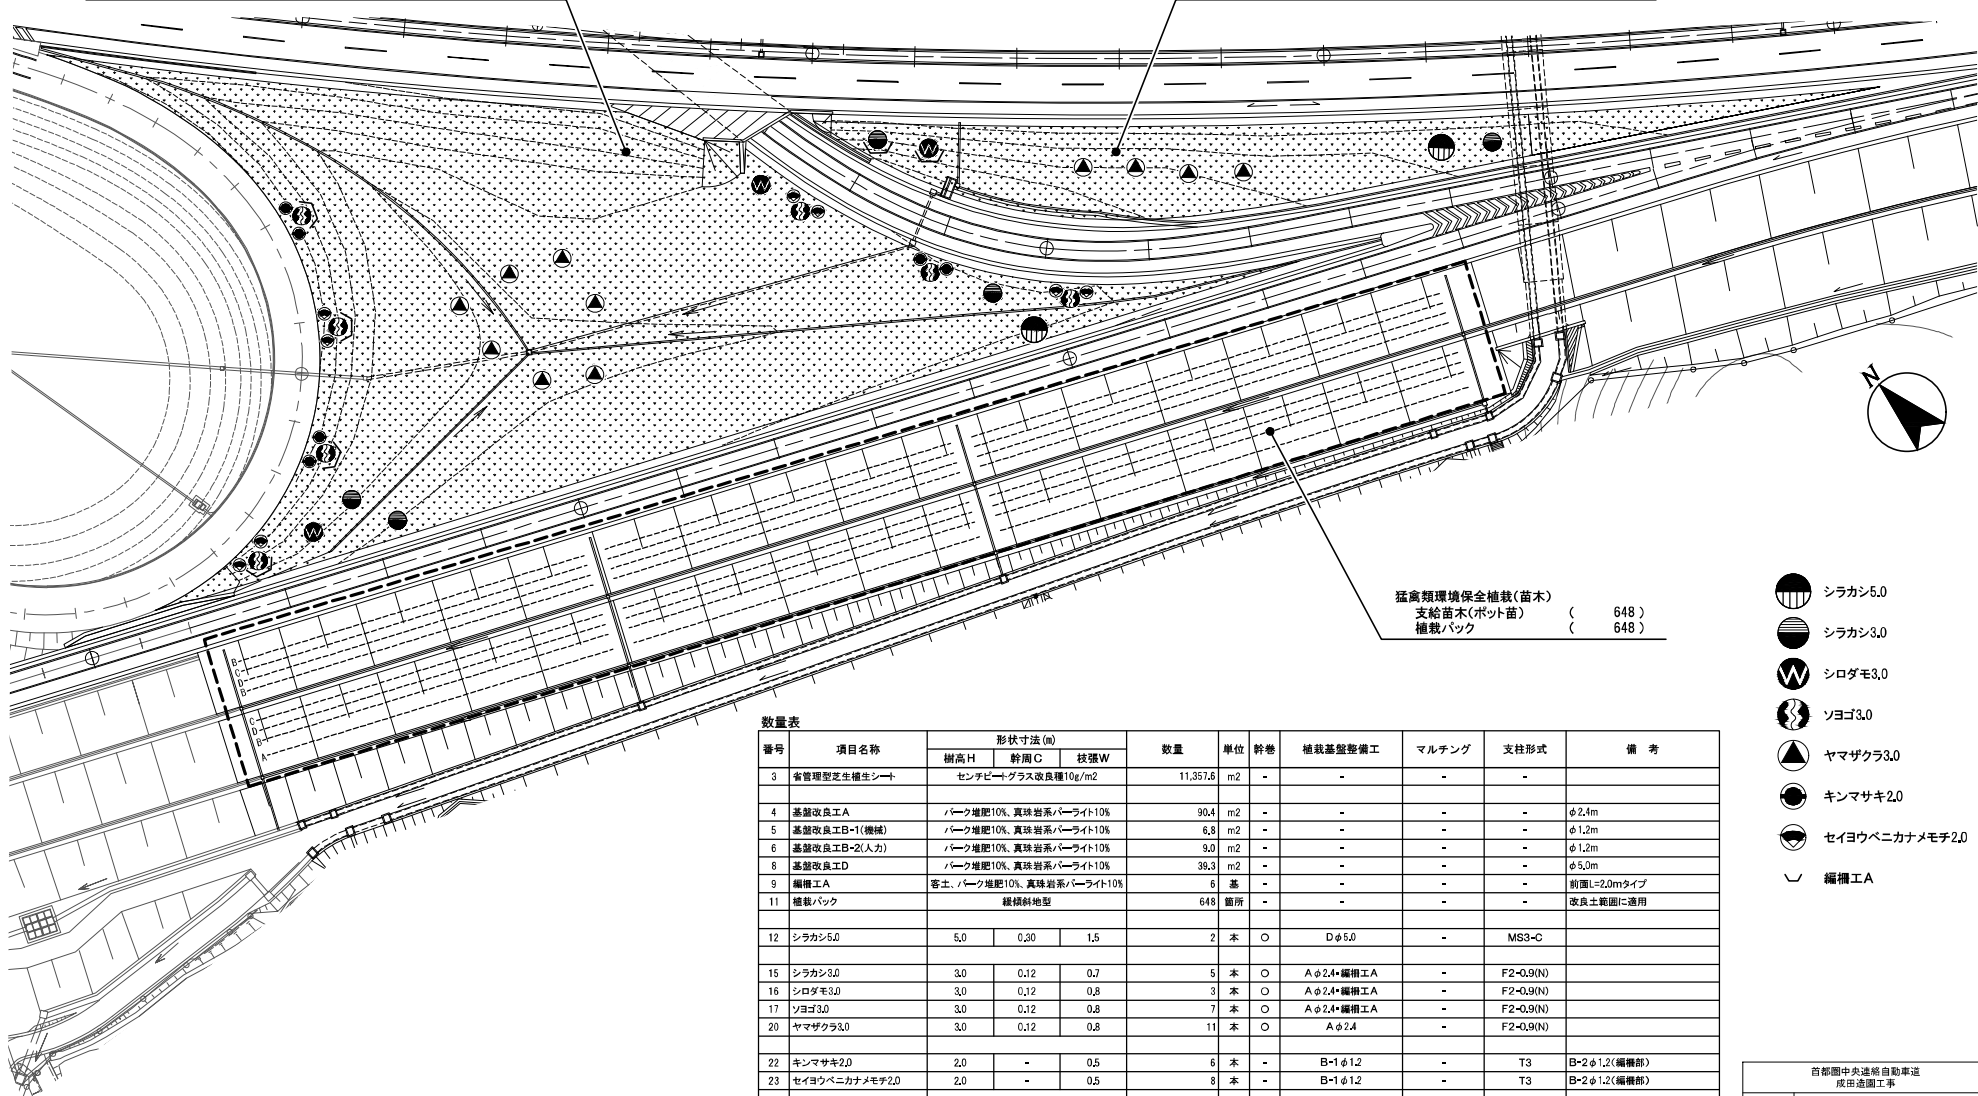 N
猛禽類環境保全植栽(苗木)
支給苗木(ポット苗) ( 648 )
植栽パック ( 648 )
シラカシ5.0
シラカシ3.0
シロダモ3.0
ソヨゴ3.0
ヤマザクラ3.0
キンマサキ2.0
セイヨウベニカナメモチ2.0
編柵工A
B
C
D
B
C
D
B
A
数量表
番号 項目名称 形状寸法(m) 数量 単位 幹巻 植栽基盤整備工 マルチング 支柱形式 備 考
樹高H 幹周C 枝張W
3 省管理型芝生植生シート センチピートグラス改良種10g/m2 11,357.6 m2 - - - -
4 基盤改良工A バーク堆肥10%、真珠岩系パーライト10% 90.4 m2 - - - - φ2.4m
5 基盤改良工B-1(機械) バーク堆肥10%、真珠岩系パーライト10% 6.8 m2 - - - - φ1.2m
6 基盤改良工B-2(人力) バーク堆肥10%、真珠岩系パーライト10% 9.0 m2 - - - - φ1.2m
8 基盤改良工D バーク堆肥10%、真珠岩系パーライト10% 39.3 m2 - - - - φ5.0m
9 編柵工A 客土、バーク堆肥10%、真珠岩系パーライト10% 6 基 - - - - 前面L=2.0mタイプ
11 植栽パック 緩傾斜地型 648 箇所 - - - - 改良土範囲に適用
12 シラカシ5.0 5.0 0.30 1.5 2 本 ○ Dφ5.0 - MS3-C
15 シラカシ3.0 3.0 0.12 0.7 5 本 ○ Aφ2.4・編柵工A - F2-0.9(N)
16 シロダモ3.0 3.0 0.12 0.8 3 本 ○ Aφ2.4・編柵工A - F2-0.9(N)
17 ソヨゴ3.0 3.0 0.12 0.8 7 本 ○ Aφ2.4・編柵工A - F2-0.9(N)
20 ヤマザクラ3.0 3.0 0.12 0.8 11 本 ○ Aφ2.4 - F2-0.9(N)
22 キンマサキ2.0 2.0 - 0.5 6 本 - B-1φ1.2 - T3 B-2φ1.2(編柵部)
23 セイヨウベニカナメモチ2.0 2.0 - 0.5 8 本 - B-1φ1.2 - T3 B-2φ1.2(編柵部)
首都圏中央連絡自動車道
成田造園工事